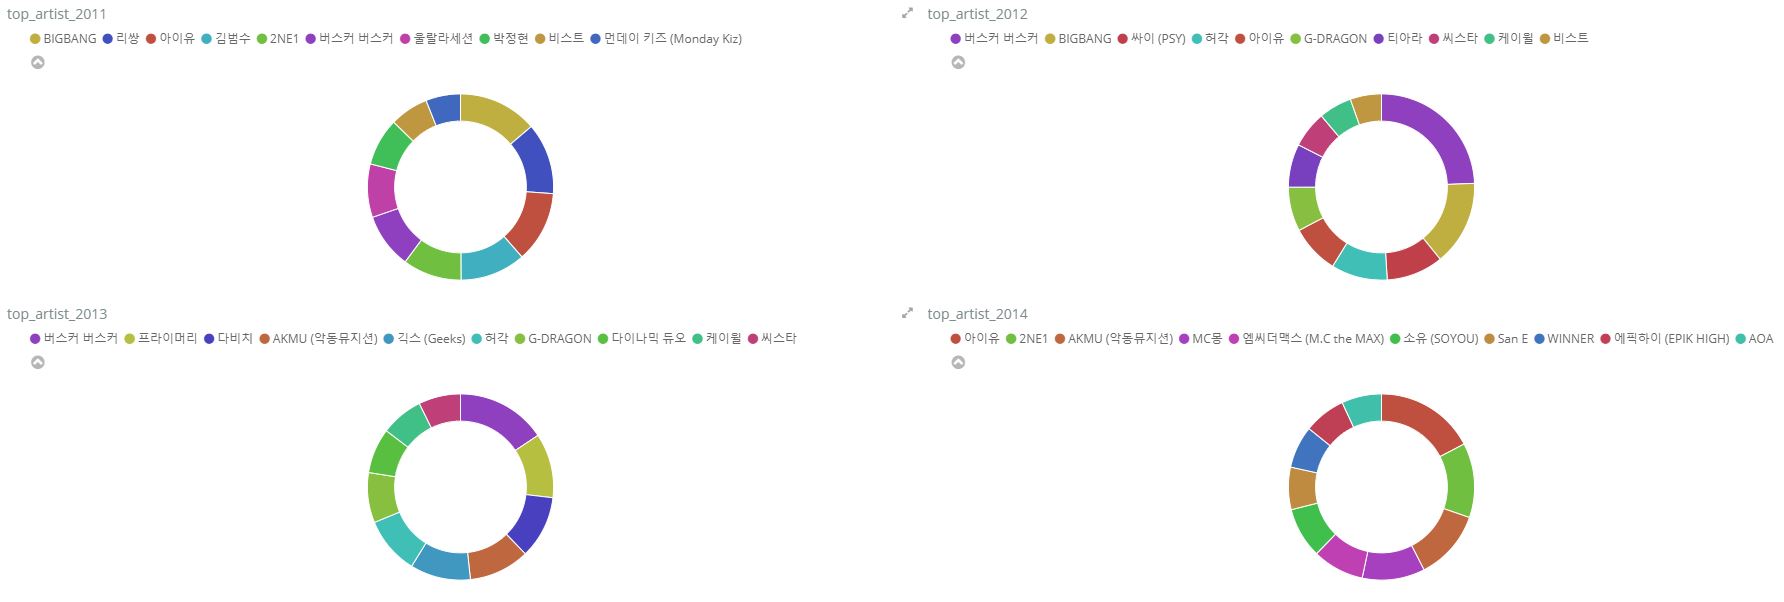 top_artist_2011
BIGBANG 리쌍 아이유 김범수 2NE1 버스커 버스커 울랄라세션 박정현 비스트 먼데이 키즈 (Monday Kiz)
top_artist_2012
버스커 버스커 BIGBANG 싸이 (PSY) 허각 아이유 G-DRAGON 티아라 씨스타 케이윌 비스트
top_artist_2013
버스커 버스커 프라이머리 다비치 AKMU (악동뮤지션) 긱스 (Geeks) 허각 G-DRAGON 다이나믹 듀오 케이윌 씨스타
top_artist_2014
아이유 2NE1 AKMU (악동뮤지션) MC몽 엠씨더맥스 (M.C the MAX) 소유 (SOYOU) San E WINNER 에픽하이 (EPIK HIGH) AOA